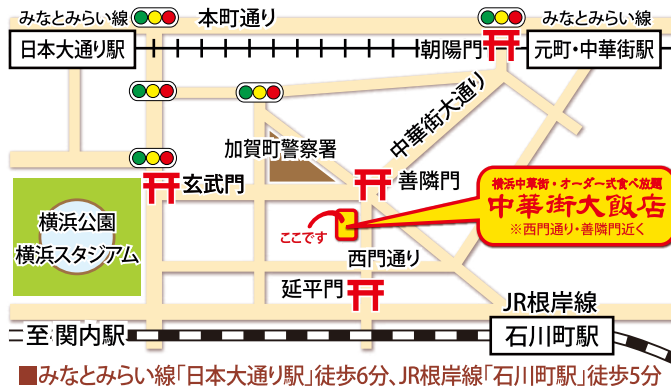 みなとみらい線
本町通り
みなとみらい線
日本大通り駅
朝陽門
元町・中華街駅
中華街大通り
加賀町警察署
玄武門
善隣門
横浜中華街・オーダー式食べ放題
中華街大飯店
※西門通り・善隣門近く
横浜公園
横浜スタジアム
ここです
西門通り
延平門
JR根岸線
至関内駅
石川町駅
■みなとみらい線「日本大通り駅」徒歩6分、JR根岸線「石川町駅」徒歩5分